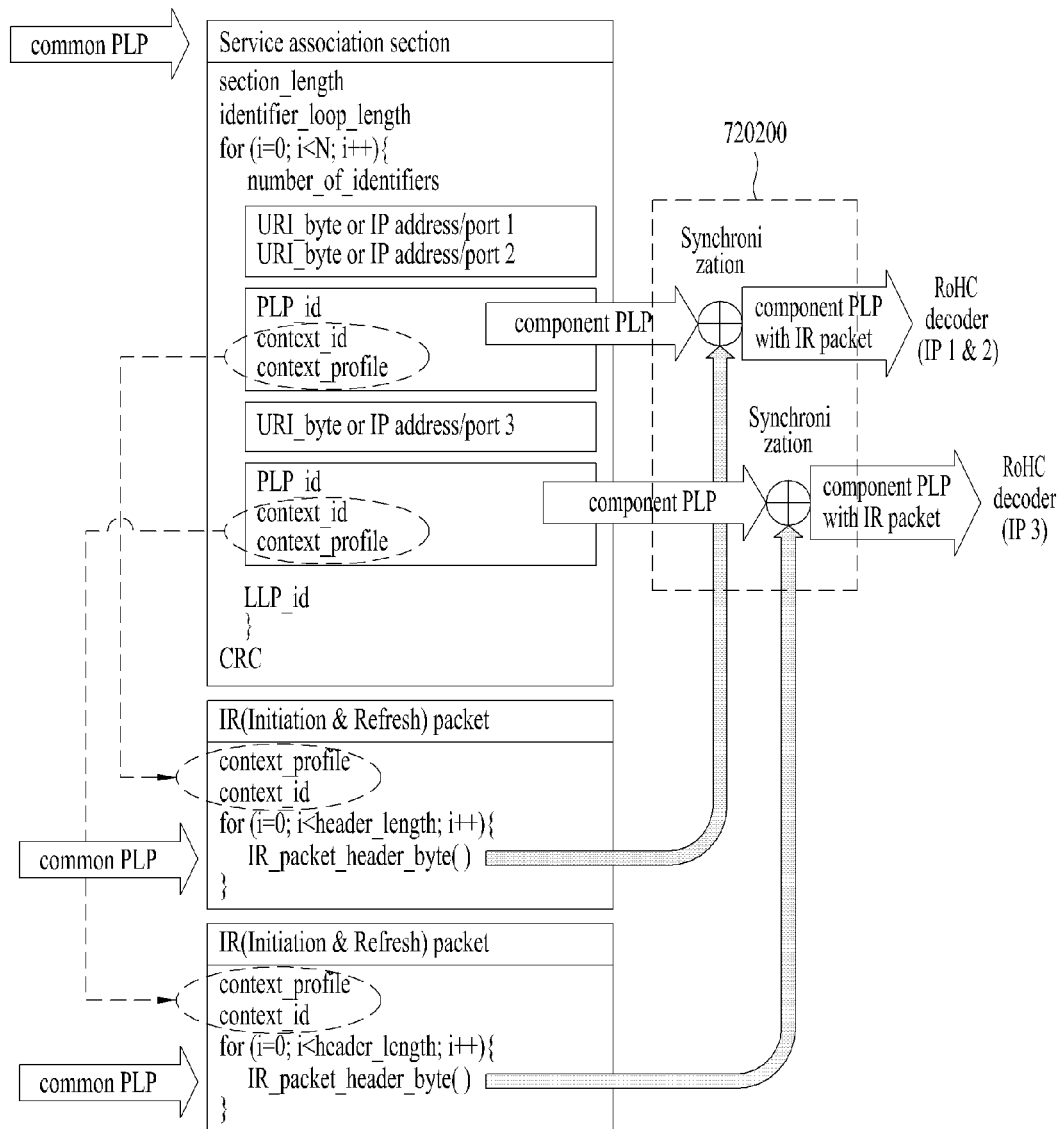 common PLP
Service association section
section_length
identifier_loop_length
for (i=0; i<N; i++){
number_of_identifiers
URI_byte or IP address/port 1
URI_byte or IP address/port 2
PLP_id
context_id
context_profile
URI_byte or IP address/port 3
PLP_id
context_id
context_profile
LLP_id
}
CRC
720200
Synchroni
zation
component PLP
component PLP
with IR packet
RoHC
decoder
(IP 1 & 2)
Synchroni
zation
component PLP
component PLP
with IR packet
RoHC
decoder
(IP 3)
IR(Initiation & Refresh) packet
context_profile
context_id
for (i=0; i<header_length; i++){
common PLP
IR_packet_header_byte( )
}
IR(Initiation & Refresh) packet
context_profile
context_id
for (i=0; i<header_length; i++){
common PLP
IR_packet_header_byte( )
}